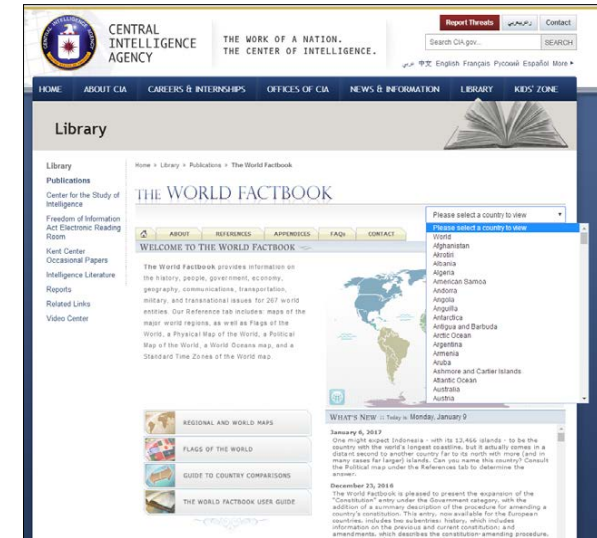 CENTRAL
INTELLIGENCE
AGENCY
THE WORK OF A NATION.
THE CENTER OF INTELLIGENCE.
Report Threats
Contact
Search CIA.gov...
SEARCH
عربي 中文 English Français Русский Español More
HOME ABOUT CIA CAREERS & INTERNSHIPS OFFICES OF CIA NEWS & INFORMATION LIBRARY KIDS' ZONE
Library
Library
Publications
Center for the Study of
Intelligence
Freedom of Information
Act Electronic Reading
Room
Kent Center
Occasional Papers
Intelligence Literature
Reports
Related Links
Video Center
Home » Library » Publications » The World Factbook
THE WORLD FACTBOOK
Please select a country to view
ABOUT REFERENCES APPENDICES FAQs CONTACT
Please select a country to view
World
Afghanistan
Akrotiri
Albania
Algeria
American Samoa
Andorra
Angola
Anguilla
Antarctica
Antigua and Barbuda
Arctic Ocean
Argentina
Armenia
Aruba
Ashmore and Cartier Islands
Atlantic Ocean
Australia
Austria
WELCOME TO THE WORLD FACTBOOK
The World Factbook provides information on
the history, people, government, economy,
geography, communications, transportation,
military, and transnational issues for 267 world
entities. Our Reference tab includes: maps of the
major world regions, as well as Flags of the
World, a Physical Map of the World, a Political
Map of the World, a World Oceans map, and a
Standard Time Zones of the World map.
REGIONAL AND WORLD MAPS
FLAGS OF THE WORLD
GUIDE TO COUNTRY COMPARISONS
THE WORLD FACTBOOK USER GUIDE
WHAT'S NEW :: Today is: Monday, January 9
January 6, 2017
One might expect Indonesia - with its 13,466 islands - to be the
country with the world's longest coastline, but it actually comes in a
distant second to another country far to its north with more (and in
many cases far larger) islands. Can you name this country? Consult
the Political map under the References tab to determine the
answer.
December 23, 2016
The World Factbook is pleased to present the expansion of the
"Constitution" entry under the Government category, with the
addition of a summary description of the procedure for amending a
country's constitution. This entry, now available for the European
countries, includes two subentries: history, which includes
information on the previous and current constitution; and
amendments, which describes the constitution-amending procedure.